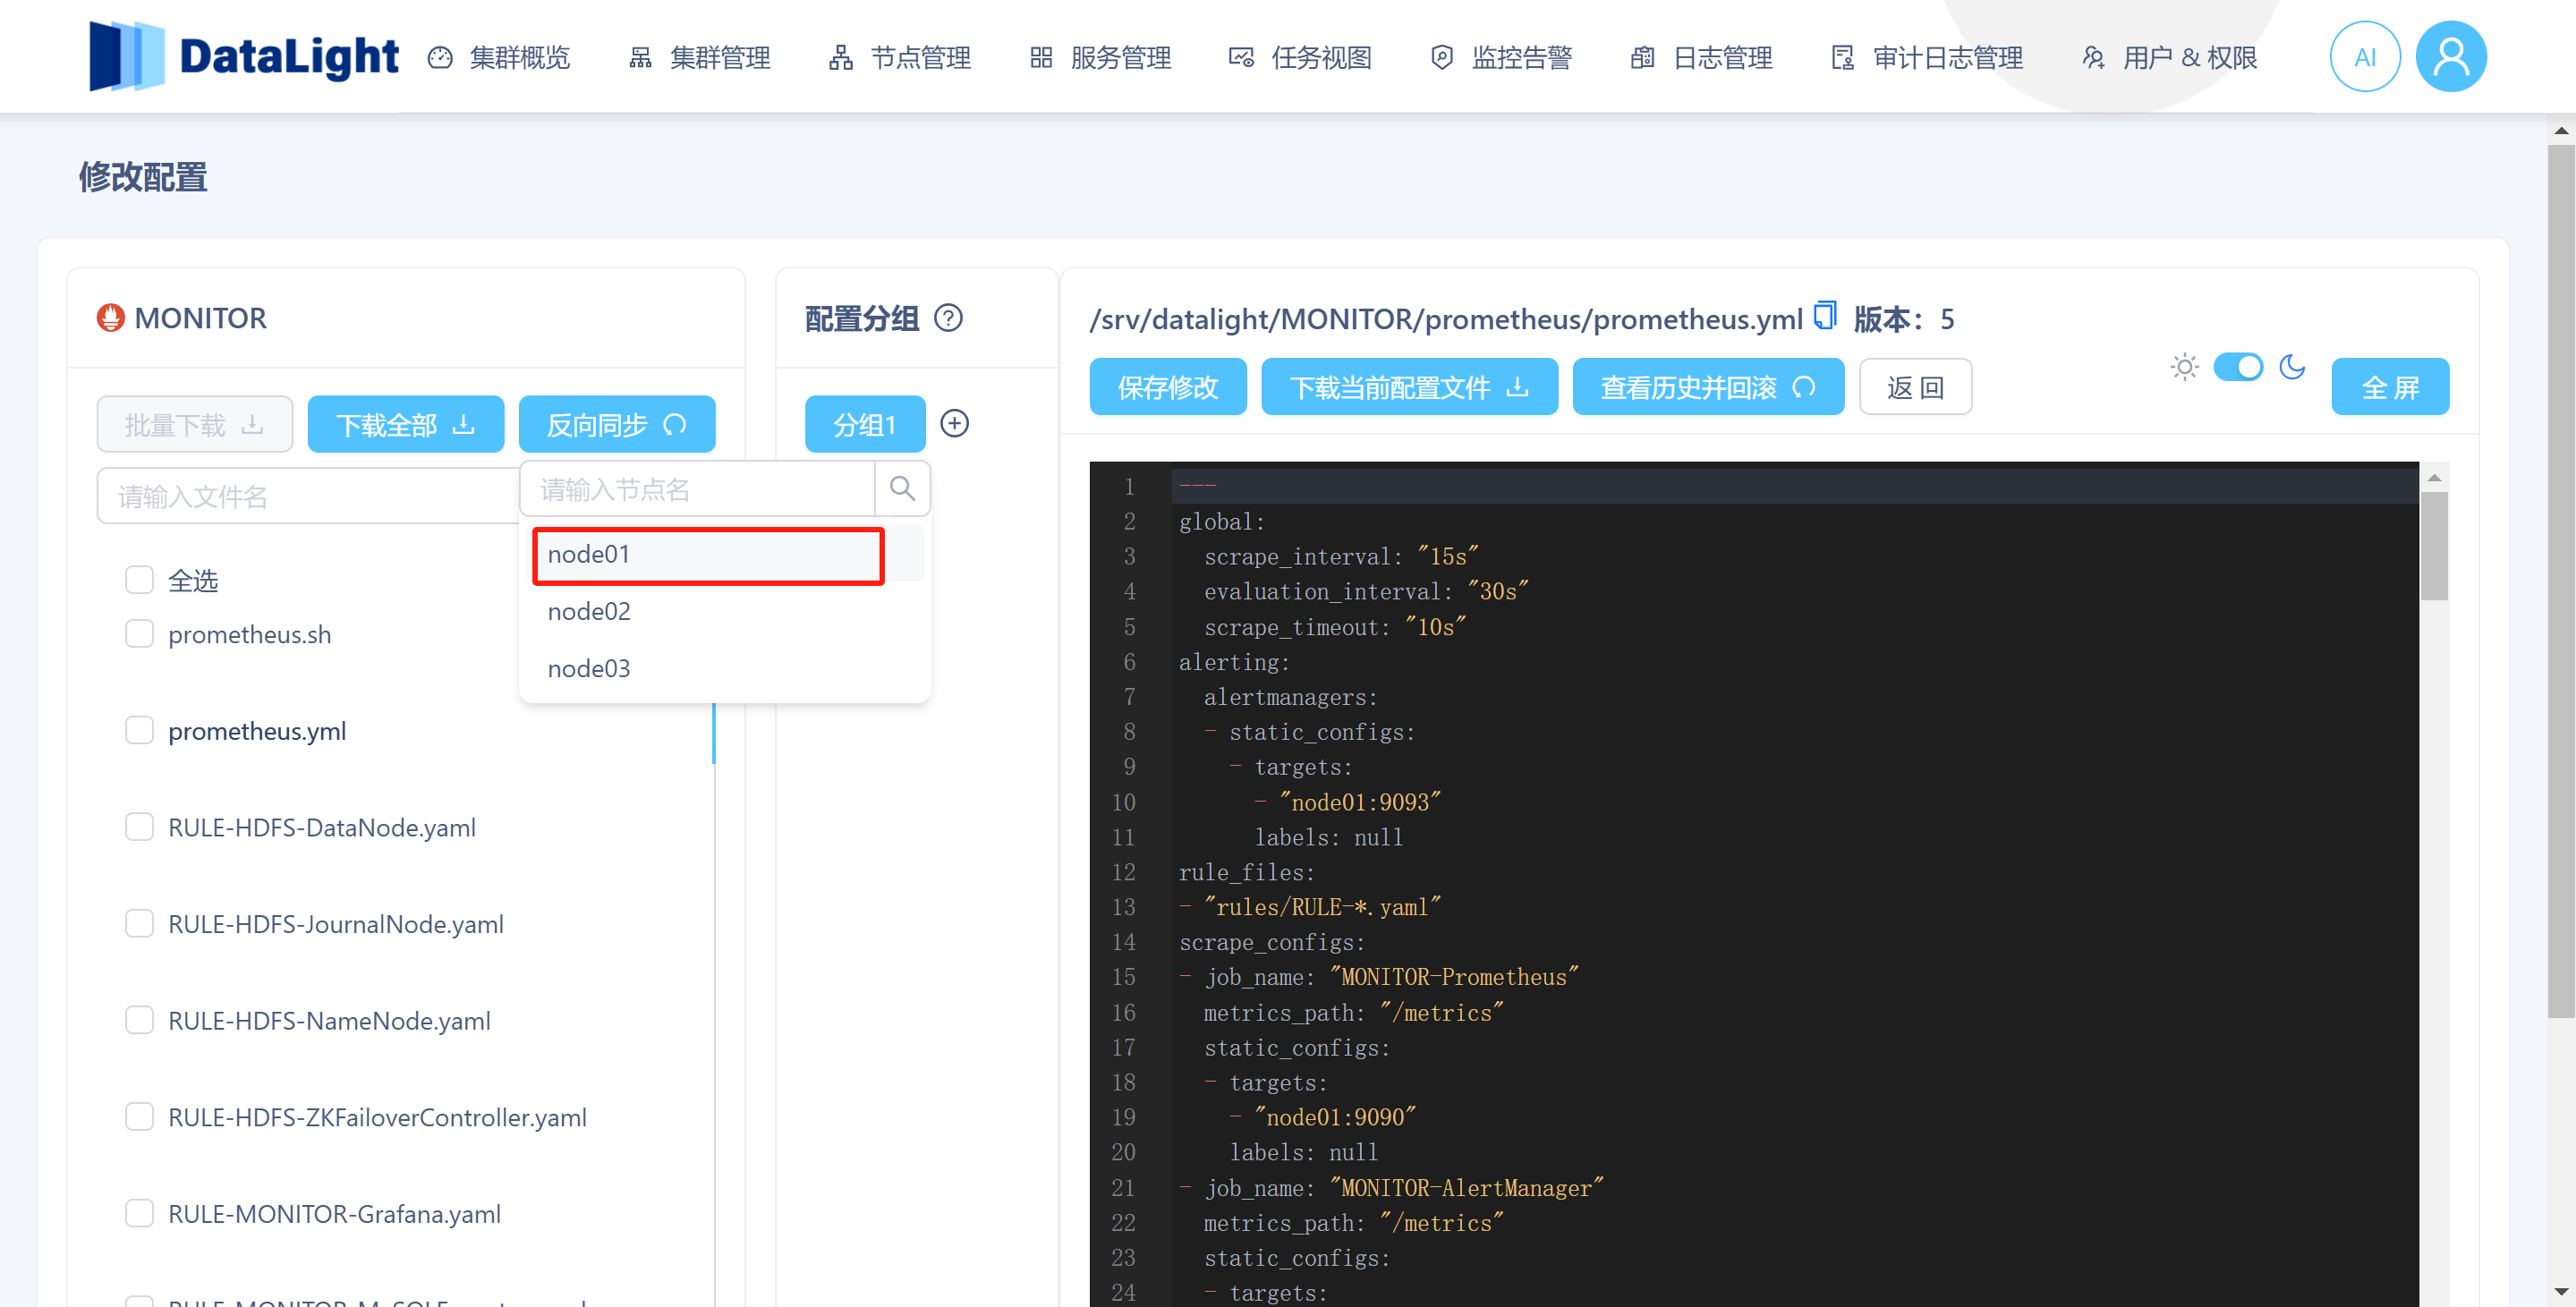 DataLight
集群概览
集群管理
节点管理
服务管理
任务视图
监控告警
日志管理
审计日志管理
用户 & 权限
AI
修改配置
MONITOR
批量下载
下载全部
反向同步
请输入文件名
请输入节点名
node01
node02
node03
全选
prometheus.sh
prometheus.yml
RULE-HDFS-DataNode.yaml
RULE-HDFS-JournalNode.yaml
RULE-HDFS-NameNode.yaml
RULE-HDFS-ZKFailoverController.yaml
RULE-MONITOR-Grafana.yaml
配置分组
分组1
/srv/datalight/MONITOR/prometheus/prometheus.yml 版本：5
保存修改
下载当前配置文件
查看历史并回滚
返 回
全 屏
1 ---
2 global:
3 scrape_interval: "15s"
4 evaluation_interval: "30s"
5 scrape_timeout: "10s"
6 alerting:
7 alertmanagers:
8 - static_configs:
9 - targets:
10 - "node01:9093"
11 labels: null
12 rule_files:
13 - "rules/RULE-*.yaml"
14 scrape_configs:
15 - job_name: "MONITOR-Prometheus"
16 metrics_path: "/metrics"
17 static_configs:
18 - targets:
19 - "node01:9090"
20 labels: null
21 - job_name: "MONITOR-AlertManager"
22 metrics_path: "/metrics"
23 static_configs:
24 - targets: